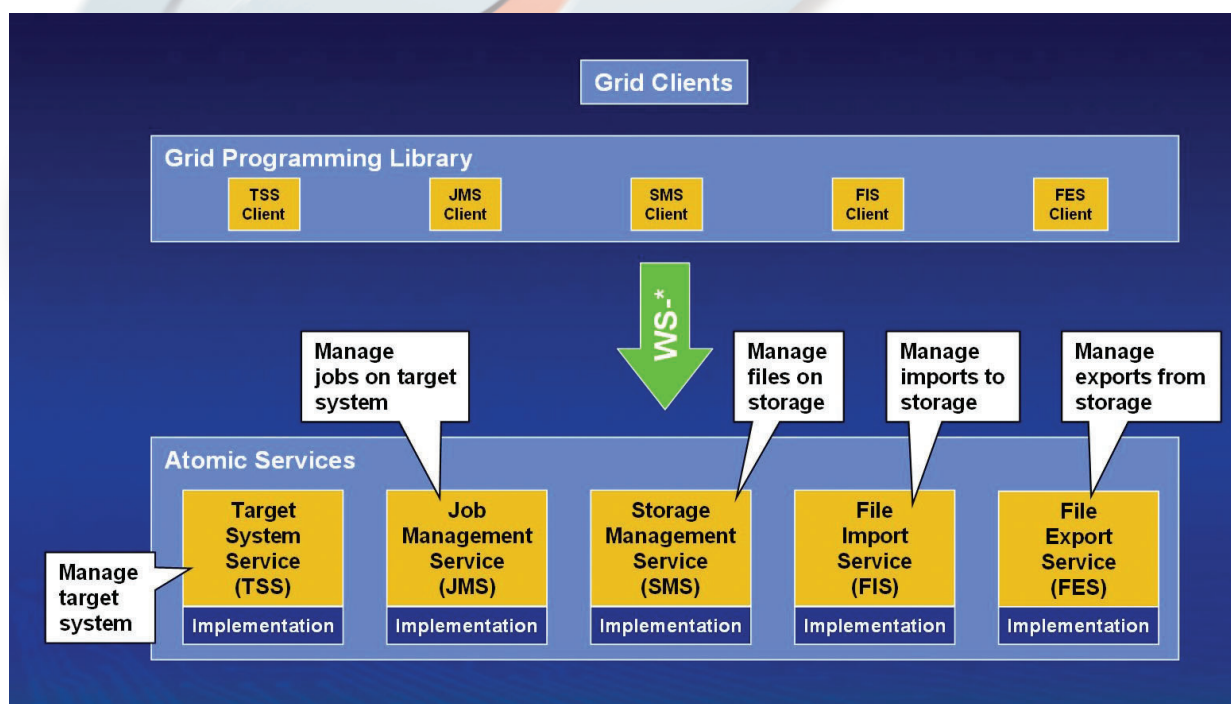 Grid Clients
Grid Programming Library
TSS
Client
JMS
Client
SMS
Client
FIS
Client
FES
Client
WS-*
Manage
jobs on target
system
Manage
files on
storage
Manage
imports to
storage
Manage
exports from
storage
Atomic Services
Manage
target
system
Target
System
Service
(TSS)
Implementation
Job
Management
Service
(JMS)
Implementation
Storage
Management
Service
(SMS)
Implementation
File
Import
Service
(FIS)
Implementation
File
Export
Service
(FES)
Implementation